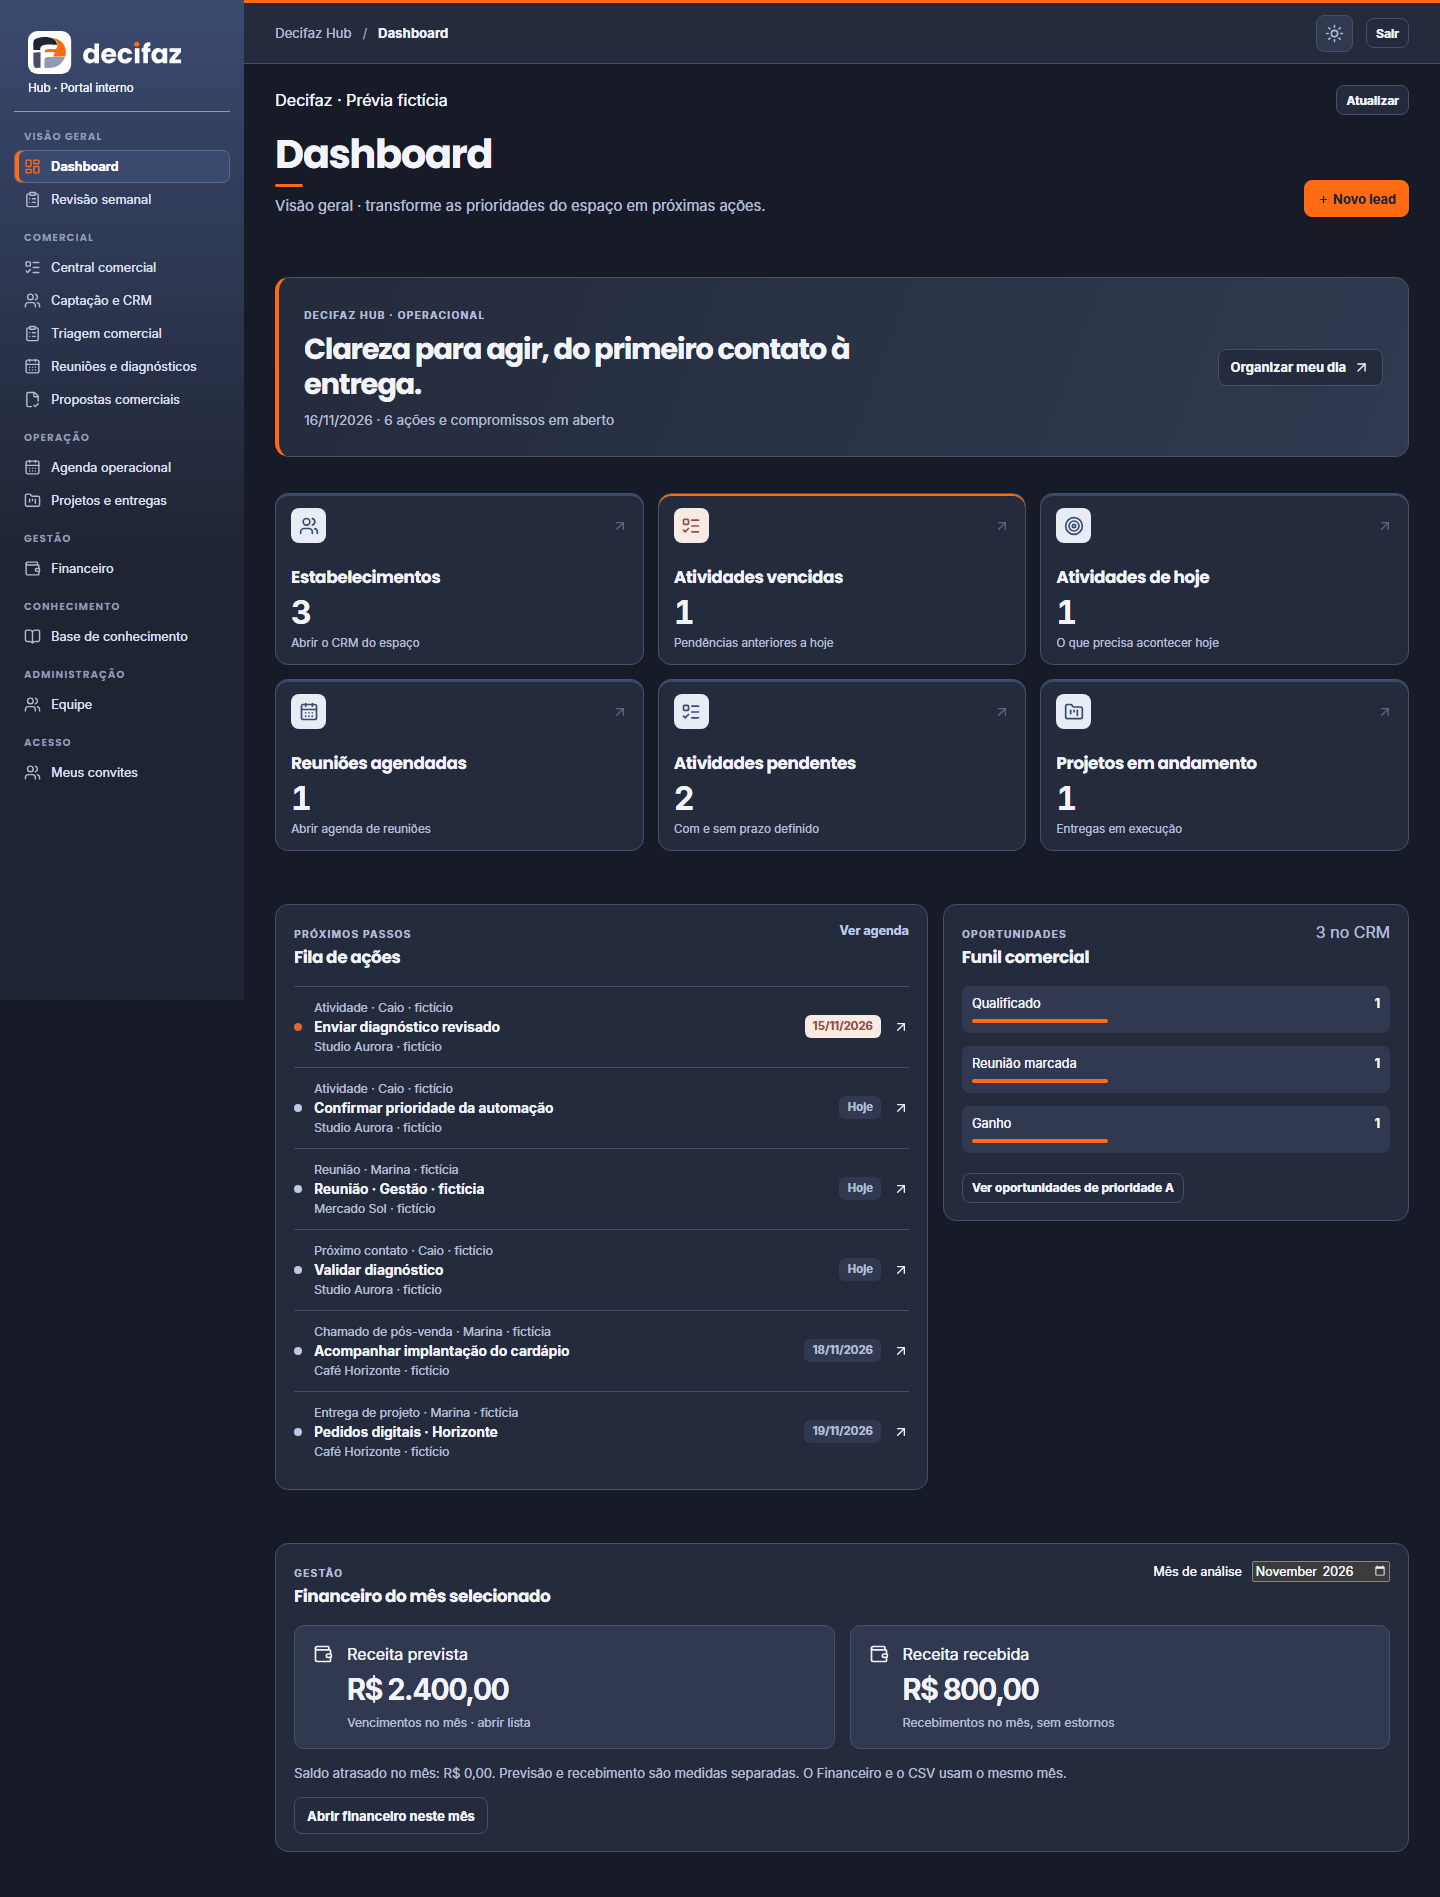 decifaz
Hub · Portal interno
VISÃO GERAL
Dashboard
Revisão semanal
COMERCIAL
Central comercial
Captação e CRM
Triagem comercial
Reuniões e diagnósticos
Propostas comerciais
OPERAÇÃO
Agenda operacional
Projetos e entregas
GESTÃO
Financeiro
CONHECIMENTO
Base de conhecimento
ADMINISTRAÇÃO
Equipe
ACESSO
Meus convites
Decifaz Hub / Dashboard
Sair
Decifaz · Prévia fictícia
Atualizar
Dashboard
Visão geral · transforme as prioridades do espaço em próximas ações.
+ Novo lead
DECIFAZ HUB · OPERACIONAL
Clareza para agir, do primeiro contato à
entrega.
16/11/2026 · 6 ações e compromissos em aberto
Organizar meu dia
Estabelecimentos
3
Abrir o CRM do espaço
Atividades vencidas
1
Pendências anteriores a hoje
Atividades de hoje
1
O que precisa acontecer hoje
Reuniões agendadas
1
Abrir agenda de reuniões
Atividades pendentes
2
Com e sem prazo definido
Projetos em andamento
1
Entregas em execução
PRÓXIMOS PASSOS
Fila de ações
Ver agenda
Atividade · Caio · fictício
Enviar diagnóstico revisado
Studio Aurora · fictício
15/11/2026
Atividade · Caio · fictício
Confirmar prioridade da automação
Studio Aurora · fictício
Hoje
Reunião · Marina · fictícia
Reunião · Gestão · fictícia
Mercado Sol · fictício
Hoje
Próximo contato · Caio · fictício
Validar diagnóstico
Studio Aurora · fictício
Hoje
Chamado de pós-venda · Marina · fictícia
Acompanhar implantação do cardápio
Café Horizonte · fictício
18/11/2026
Entrega de projeto · Marina · fictícia
Pedidos digitais · Horizonte
Café Horizonte · fictício
19/11/2026
OPORTUNIDADES
Funil comercial
3 no CRM
Qualificado 1
Reunião marcada 1
Ganho 1
Ver oportunidades de prioridade A
GESTÃO
Financeiro do mês selecionado
Mês de análise November 2026
Receita prevista
R$ 2.400,00
Vencimentos no mês · abrir lista
Receita recebida
R$ 800,00
Recebimentos no mês, sem estornos
Saldo atrasado no mês: R$ 0,00. Previsão e recebimento são medidas separadas. O Financeiro e o CSV usam o mesmo mês.
Abrir financeiro neste mês